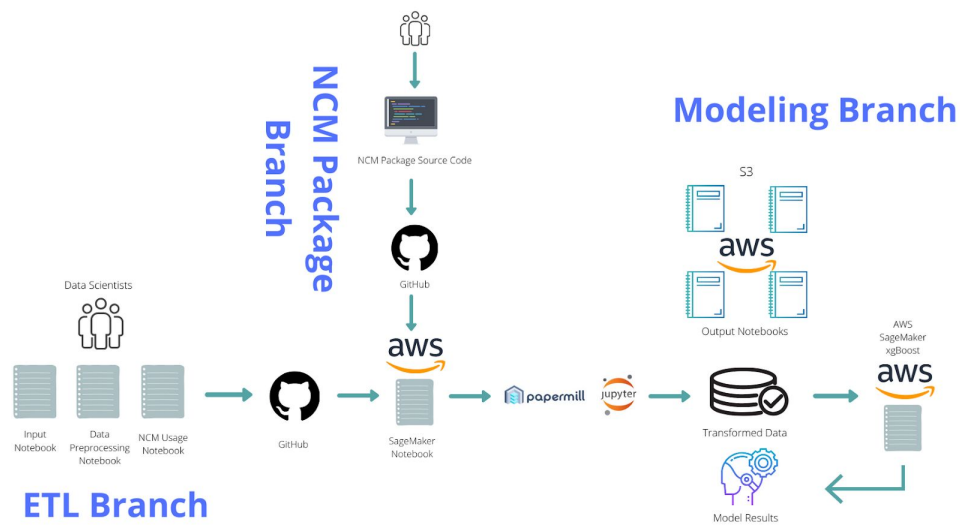 NCM Package
Branch
NCM Package Source Code
GitHub
Modeling Branch
S3
aws
Output Notebooks
Data Scientists
Input
Notebook
Data
Preprocessing
Notebook
NCM Usage
Notebook
GitHub
aws
SageMaker
Notebook
papermill
jupyter
Transformed Data
AWS
SageMaker
xgBoost
aws
Model Results
ETL Branch